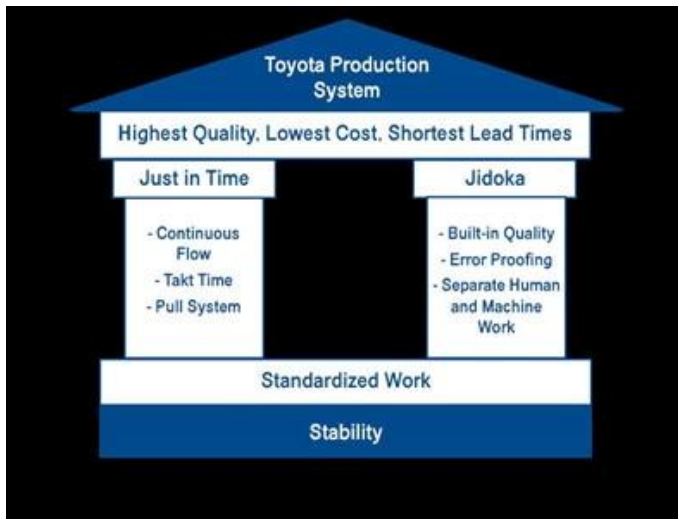 Toyota Production
System
Highest Quality, Lowest Cost, Shortest Lead Times
Just in Time
- Continuous
Flow
- Takt Time
- Pull System
Jidoka
- Built-in Quality
- Error Proofing
- Separate Human
and Machine
Work
Standardized Work
Stability